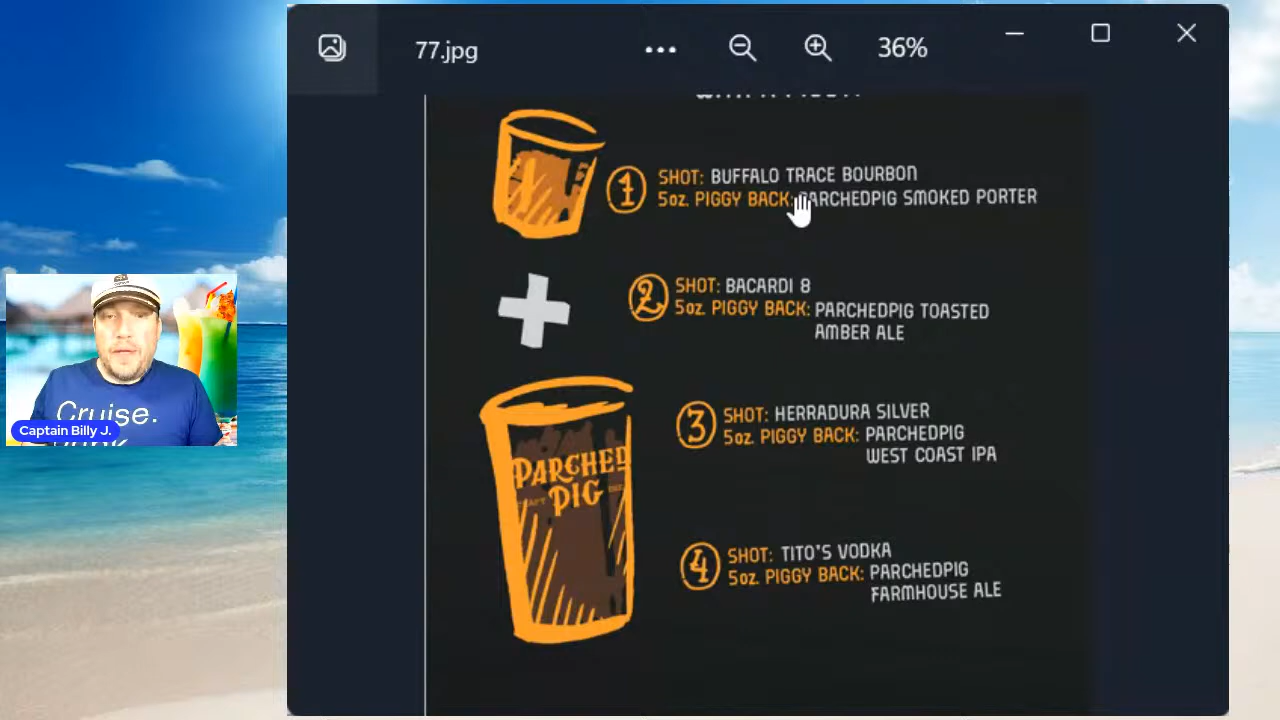 77.jpg
36%
1 SHOT: BUFFALO TRACE BOURBON
5oz. PIGGY BACK: PARCHEDPIG SMOKED PORTER
2 SHOT: BACARDI 8
5oz. PIGGY BACK: PARCHEDPIG TOASTED
AMBER ALE
3 SHOT: HERRADURA SILVER
5oz. PIGGY BACK: PARCHEDPIG
WEST COAST IPA
PARCHED
PIG
4 SHOT: TITO'S VODKA
5oz. PIGGY BACK: PARCHEDPIG
FARMHOUSE ALE
Cruise.
Captain Billy J.